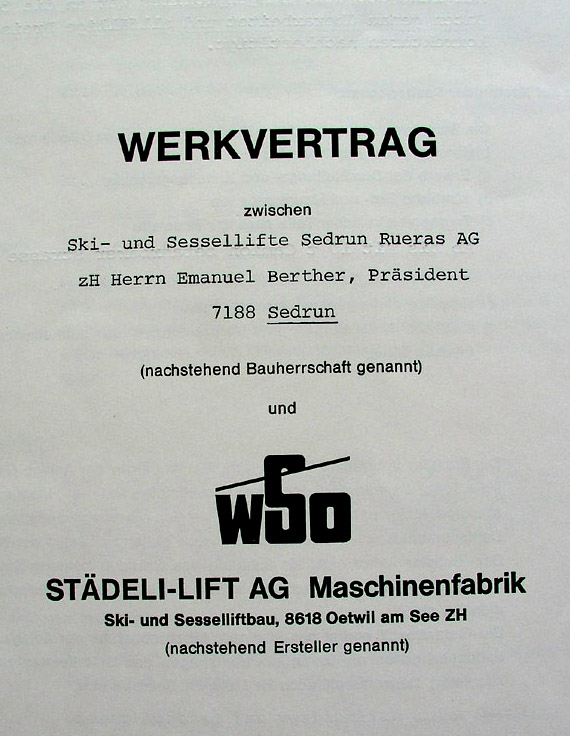 WERKVERTRAG
zwischen
Ski- und Sessellifte Sedrun Rueras AG
zH Herrn Emanuel Berther, Präsident
7188 Sedrun
(nachstehend Bauherrschaft genannt)
und
WSO
STÄDELI-LIFT AG Maschinenfabrik
Ski- und Sesselliftbau, 8618 Oetwil am See ZH
(nachstehend Ersteller genannt)